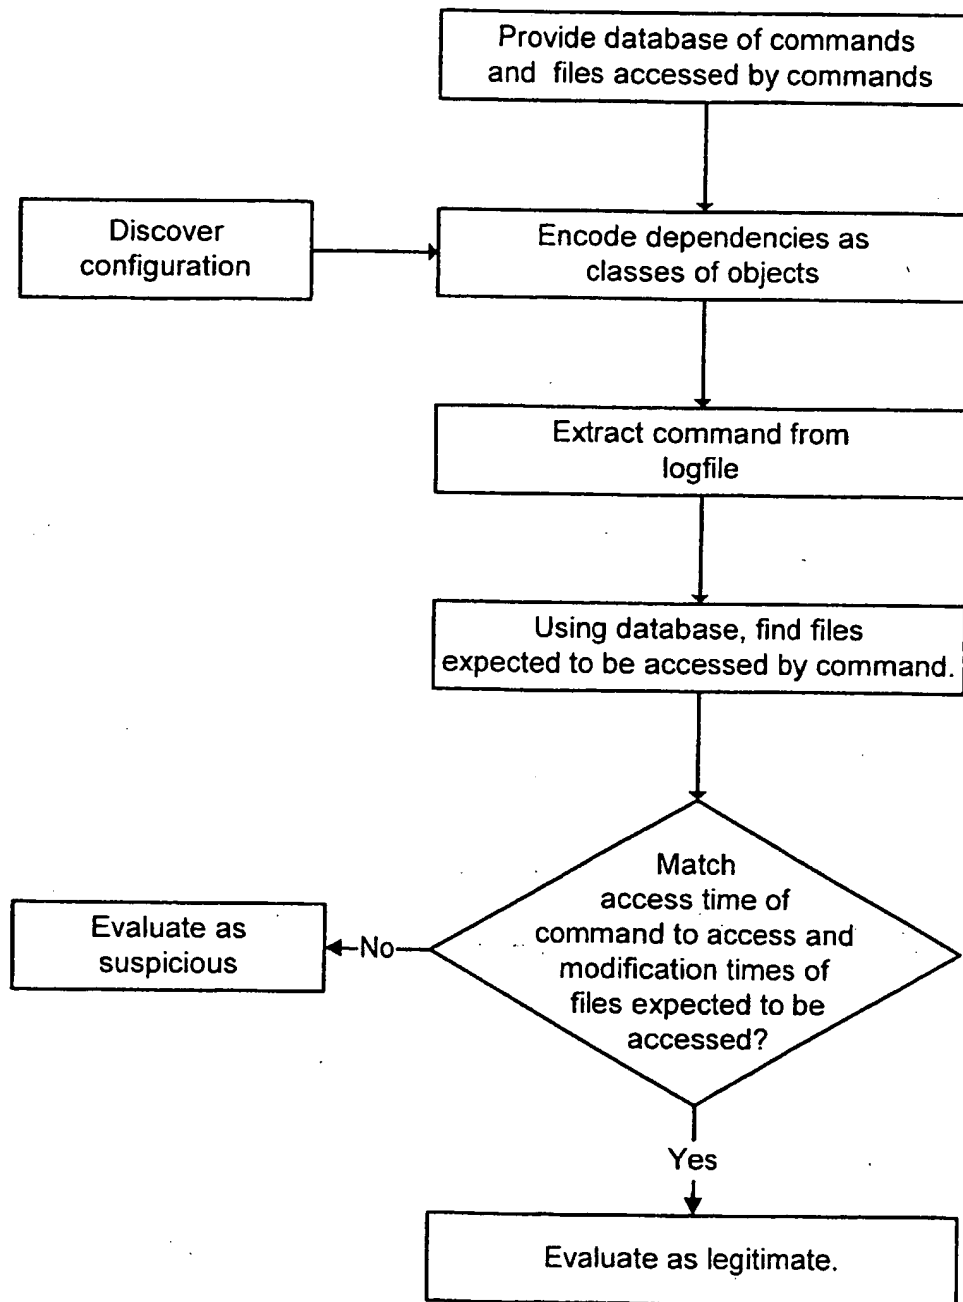 Provide database of commands
and files accessed by commands
Discover
configuration
Encode dependencies as
classes of objects
Extract command from
logfile
Using database, find files
expected to be accessed by command.
Match
access time of
command to access and
modification times of
files expected to be
accessed?
Evaluate as
suspicious
No
Yes
Evaluate as legitimate.